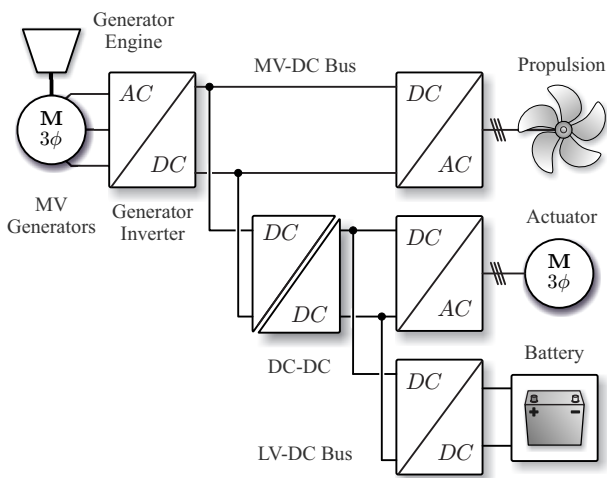 Generator
Engine
MV-DC Bus
Propulsion
AC
DC
M
3ϕ
DC
AC
MV
Generators
Generator
Inverter
Actuator
DC
DC
DC
AC
M
3ϕ
DC-DC
Battery
DC
DC
+ -
LV-DC Bus